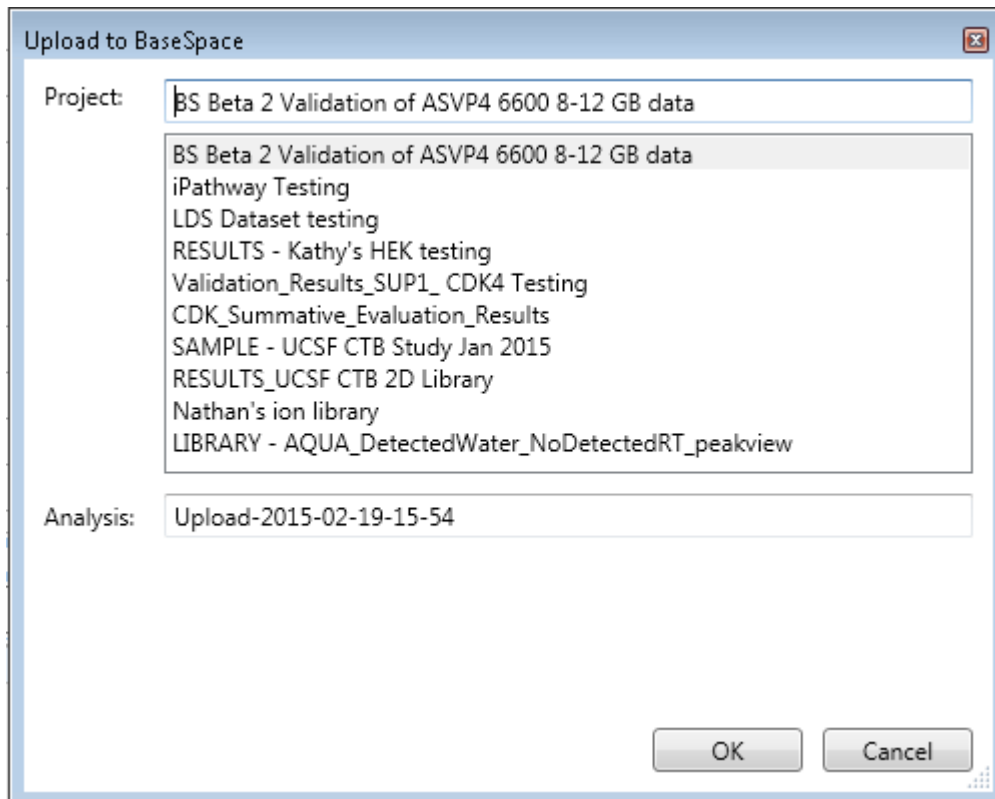 Upload to BaseSpace
Project:
BS Beta 2 Validation of ASVP4 6600 8-12 GB data
BS Beta 2 Validation of ASVP4 6600 8-12 GB data
iPathway Testing
LDS Dataset testing
RESULTS - Kathy's HEK testing
Validation_Results_SUP1_ CDK4 Testing
CDK_Summative_Evaluation_Results
SAMPLE - UCSF CTB Study Jan 2015
RESULTS_UCSF CTB 2D Library
Nathan's ion library
LIBRARY - AQUA_DetectedWater_NoDetectedRT_peakview
Analysis:
Upload-2015-02-19-15-54
OK
Cancel